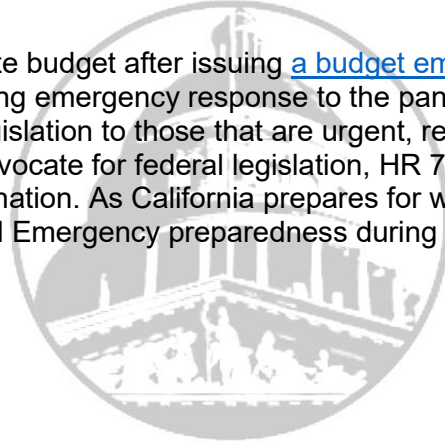 te budget after issuing a budget em
ng emergency response to the pan
gislation to those that are urgent, re
vocate for federal legislation, HR 7
nation. As California prepares for w
l Emergency preparedness during